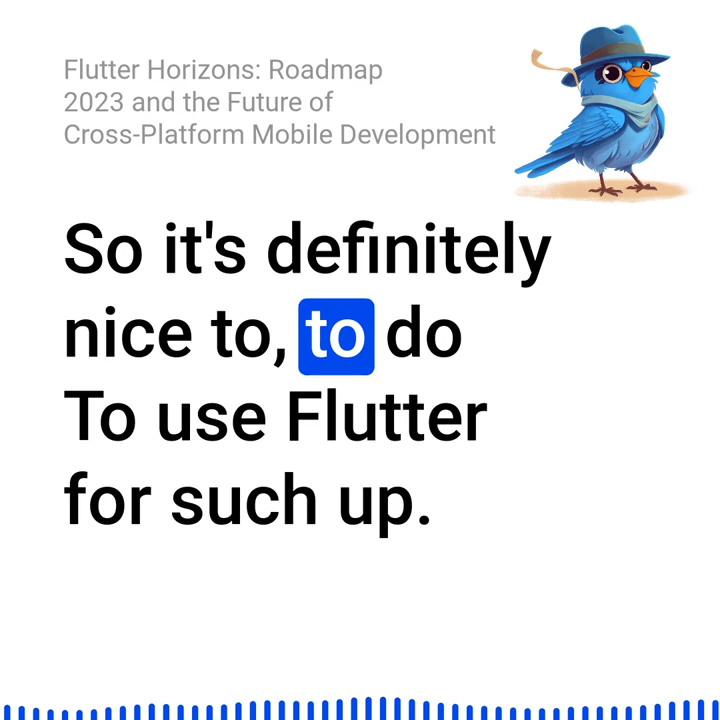 Flutter Horizons: Roadmap
2023 and the Future of
Cross-Platform Mobile Development
So it's definitely
nice to, to do
To use Flutter
for such up.